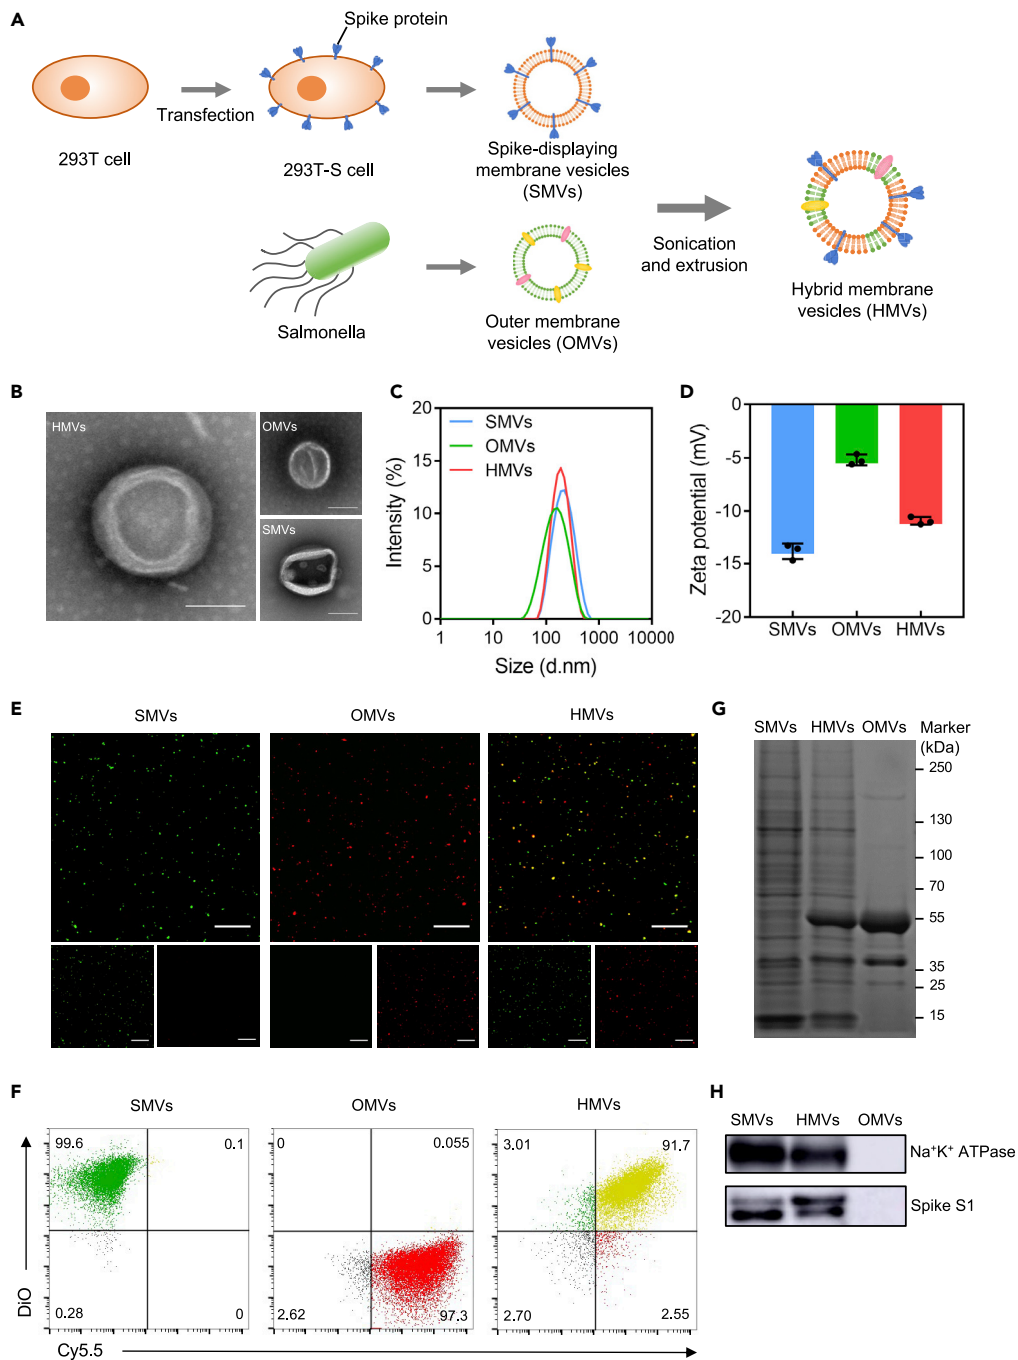 A
Spike protein
Transfection
293T cell
293T-S cell
Spike-displaying
membrane vesicles
(SMVs)
Sonication
and extrusion
Hybrid membrane
vesicles (HMVs)
Salmonella
Outer membrane
vesicles (OMVs)
B
HMVs
OMVs
SMVs
C
20
15
10
5
0
Intensity (%)
SMVs
OMVs
HMVs
1 10 100 1000 10000
Size (d.nm)
D
0
-5
-10
-15
-20
Zeta potential (mV)
SMVs OMVs HMVs
E
SMVs OMVs HMVs
G
SMVs HMVs OMVs Marker
(kDa)
250
130
100
70
55
35
25
15
F
SMVs OMVs HMVs
99.6 0.1
0.28 0
0 0.055
2.62 97.3
3.01 91.7
2.70 2.55
DiO
Cy5.5
H
SMVs HMVs OMVs
Na⁺K⁺ ATPase
Spike S1